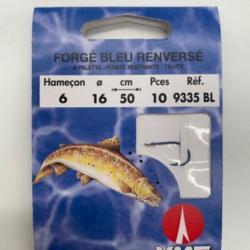 FORGÉ BLEU RENVERSÉ
A PALETTE - POINTE RENTRANTE - TRUITE
Hameçon ø cm Pces Réf.
6 16 50 10 9335 BL